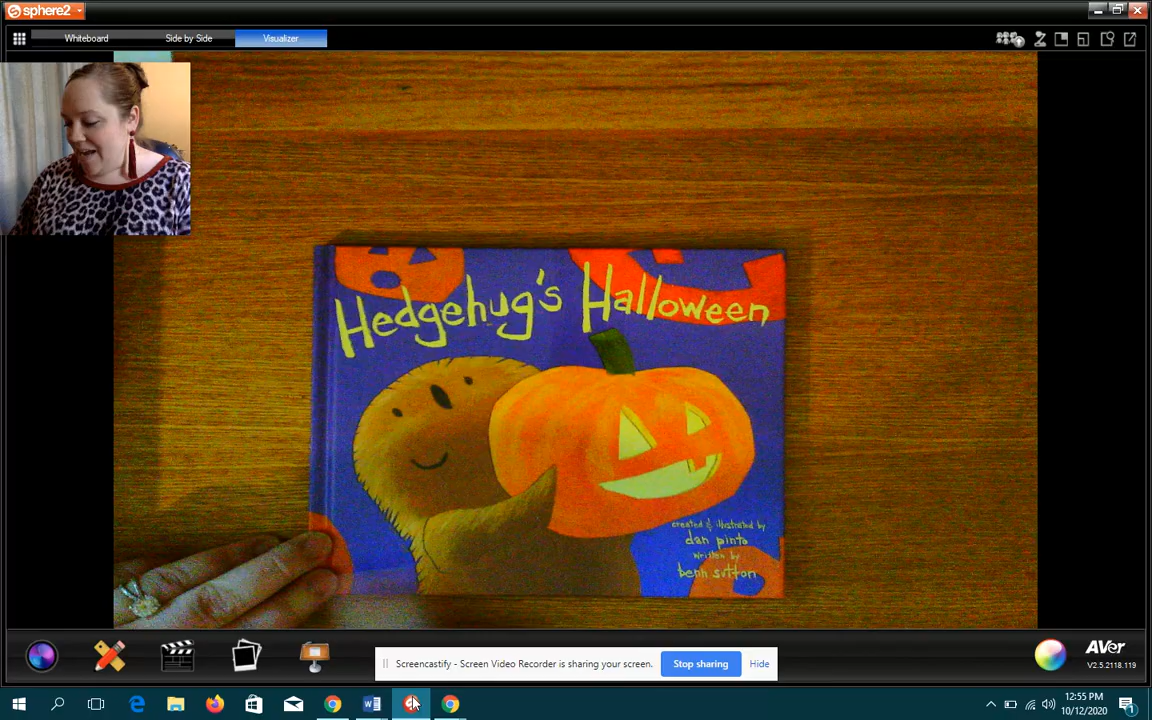 sphere2
Whiteboard
Side by Side
Visualizer
Hedgehug's Halloween
created & illustrated by
dan pinto
written by
benn sutton
AVer
V2.5.2118.119
Screencastify - Screen Video Recorder is sharing your screen.
Stop sharing
Hide
12:55 PM
10/12/2020
1